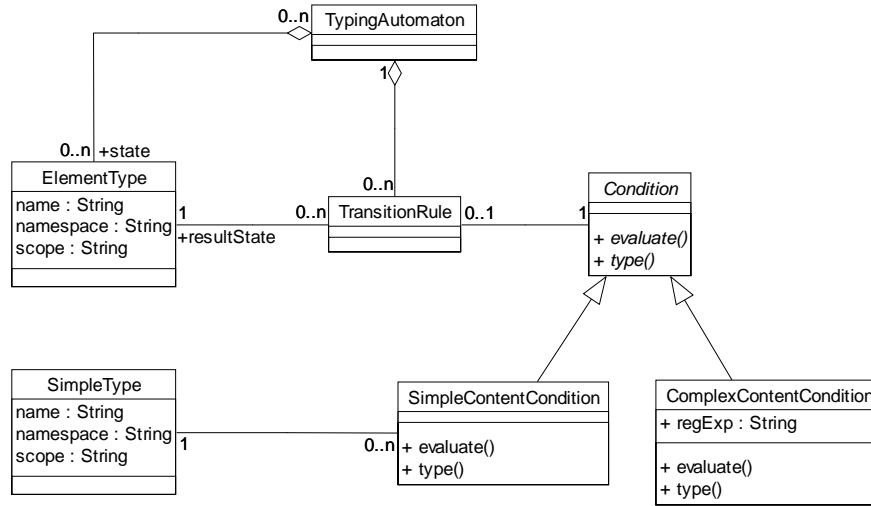 TypingAutomaton
0..n
1
0..n +state
ElementType
name : String
namespace : String
scope : String
1
+resultState
0..n
0..n
TransitionRule
0..1
1
Condition
+ evaluate()
+ type()
SimpleType
name : String
namespace : String
scope : String
1
0..n
SimpleContentCondition
+ evaluate()
+ type()
ComplexContentCondition
+ regExp : String
+ evaluate()
+ type()